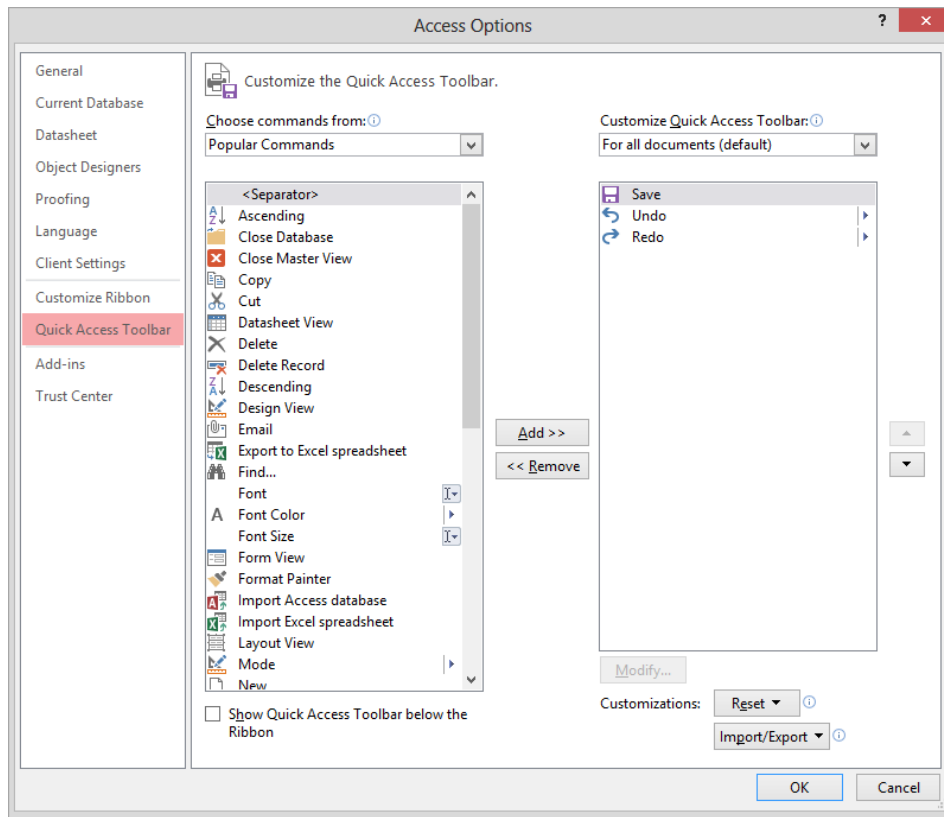 Access Options
?
General
Current Database
Datasheet
Object Designers
Proofing
Language
Client Settings
Customize Ribbon
Quick Access Toolbar
Add-ins
Trust Center
Customize the Quick Access Toolbar.
Choose commands from:
Popular Commands
<Separator>
Ascending
Close Database
Close Master View
Copy
Cut
Datasheet View
Delete
Delete Record
Descending
Design View
Email
Export to Excel spreadsheet
Find...
Font
Font Color
Font Size
Form View
Format Painter
Import Access database
Import Excel spreadsheet
Layout View
Mode
New
Show Quick Access Toolbar below the
Ribbon
Add >>
<< Remove
Customize Quick Access Toolbar:
For all documents (default)
Save
Undo
Redo
Modify...
Customizations:
Reset
Import/Export
OK
Cancel